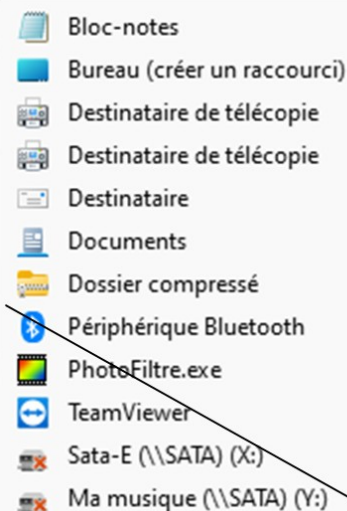 Bloc-notes
Bureau (créer un raccourci)
Destinataire de télécopie
Destinataire de télécopie
Destinataire
Documents
Dossier compressé
Périphérique Bluetooth
PhotoFiltre.exe
TeamViewer
Sata-E (\\SATA) (X:)
Ma musique (\\SATA) (Y:)